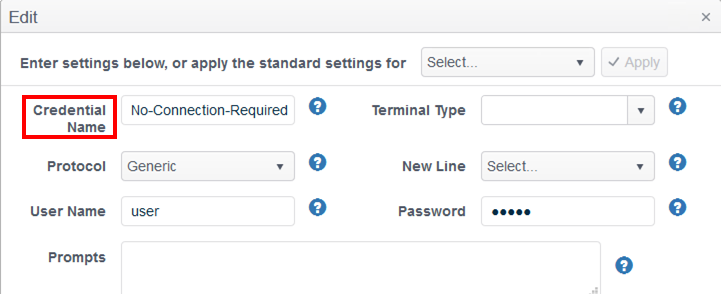 Edit ×
Enter settings below, or apply the standard settings for Select... Apply
Credential Name No-Connection-Required ? Terminal Type ?
Protocol Generic ? New Line Select... ?
User Name user ? Password ●●●●● ?
Prompts ?